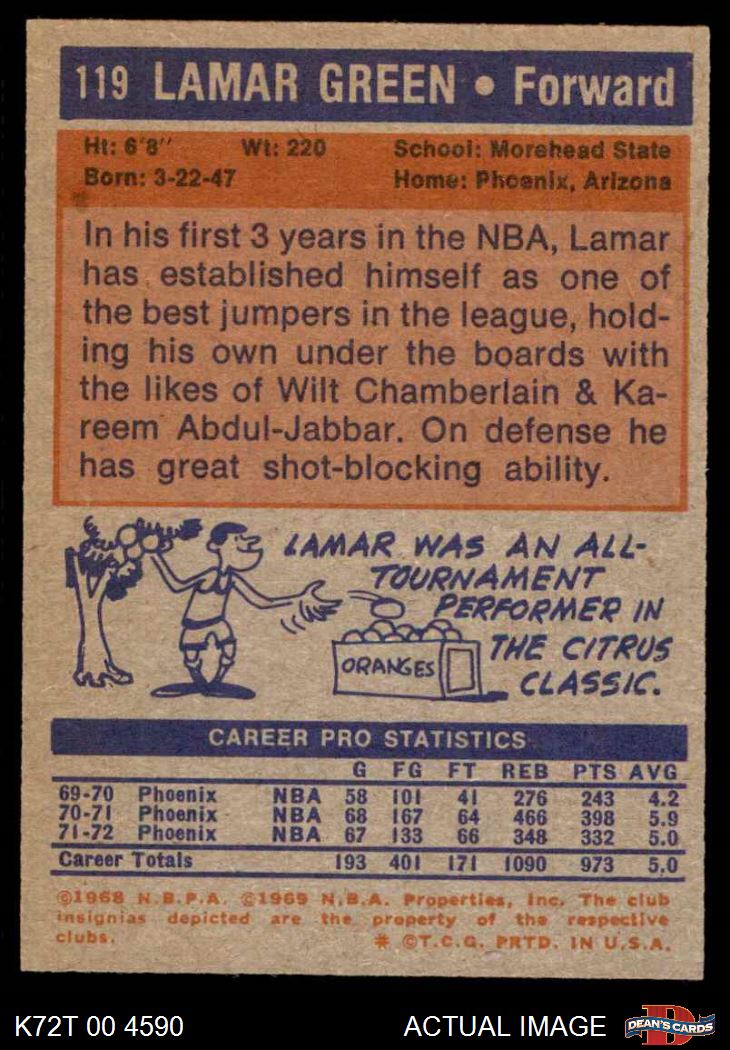 119 LAMAR GREEN • Forward
Ht: 6'8'' Wt: 220 School: Morehead State
Born: 3-22-47 Home: Phoenix, Arizona
In his first 3 years in the NBA, Lamar
has established himself as one of
the best jumpers in the league, hold-
ing his own under the boards with
the likes of Wilt Chamberlain & Ka-
reem Abdul-Jabbar. On defense he
has great shot-blocking ability.
LAMAR WAS AN ALL-
TOURNAMENT
PERFORMER IN
THE CITRUS
CLASSIC.
ORANGES
CAREER PRO STATISTICS
G FG FT REB PTS AVG
69-70 Phoenix NBA 58 101 41 276 243 4.2
70-71 Phoenix NBA 68 167 64 466 398 5.9
71-72 Phoenix NBA 67 133 66 348 332 5.0
Career Totals 193 401 171 1090 973 5.0
©1968 N.B.P.A. ©1969 N.B.A. Properties, Inc. The club
insignias depicted are the property of the respective
clubs. * ©T.C.G. PRTD. IN U.S.A.
K72T 00 4590 ACTUAL IMAGE D DEAN'S CARDS